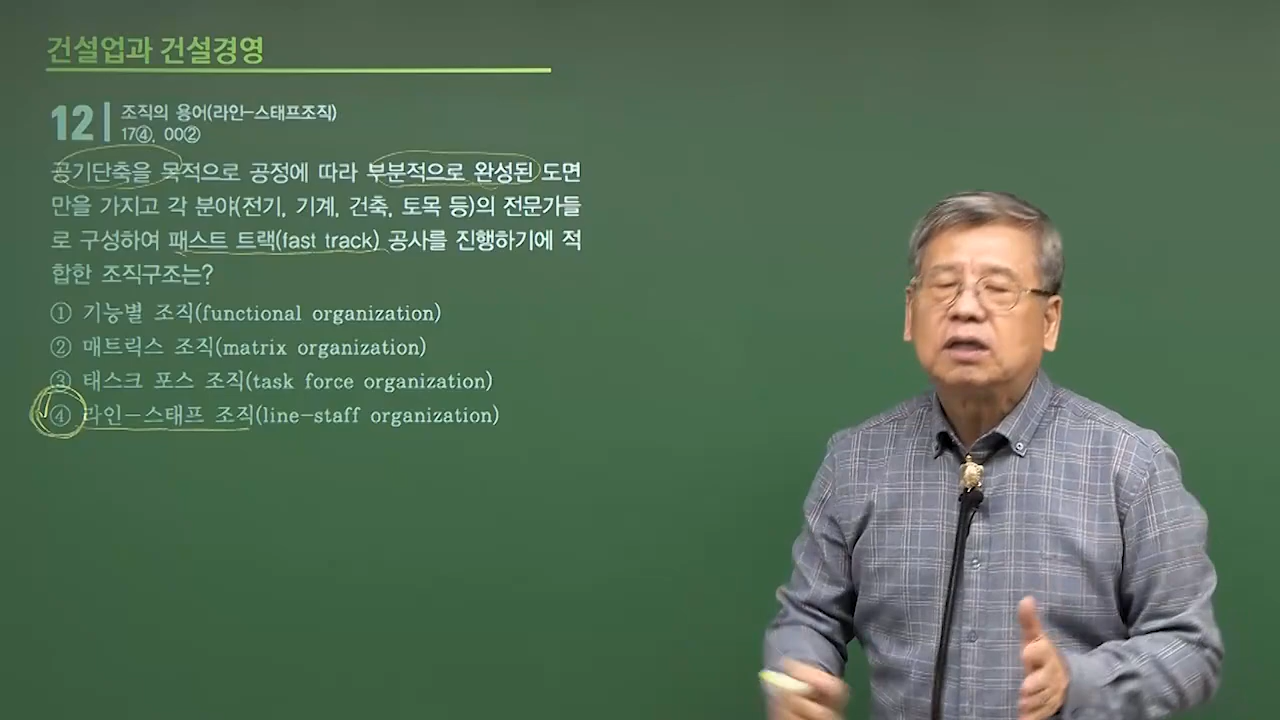 건설업과 건설경영
12 조직의 용어(라인-스태프조직)
17④, 00②
공기단축을 목적으로 공정에 따라 부분적으로 완성된 도면
만을 가지고 각 분야(전기, 기계, 건축, 토목 등)의 전문가들
로 구성하여 패스트 트랙(fast track) 공사를 진행하기에 적
합한 조직구조는?
① 기능별 조직(functional organization)
② 매트릭스 조직(matrix organization)
③ 태스크 포스 조직(task force organization)
④ 라인-스태프 조직(line-staff organization)